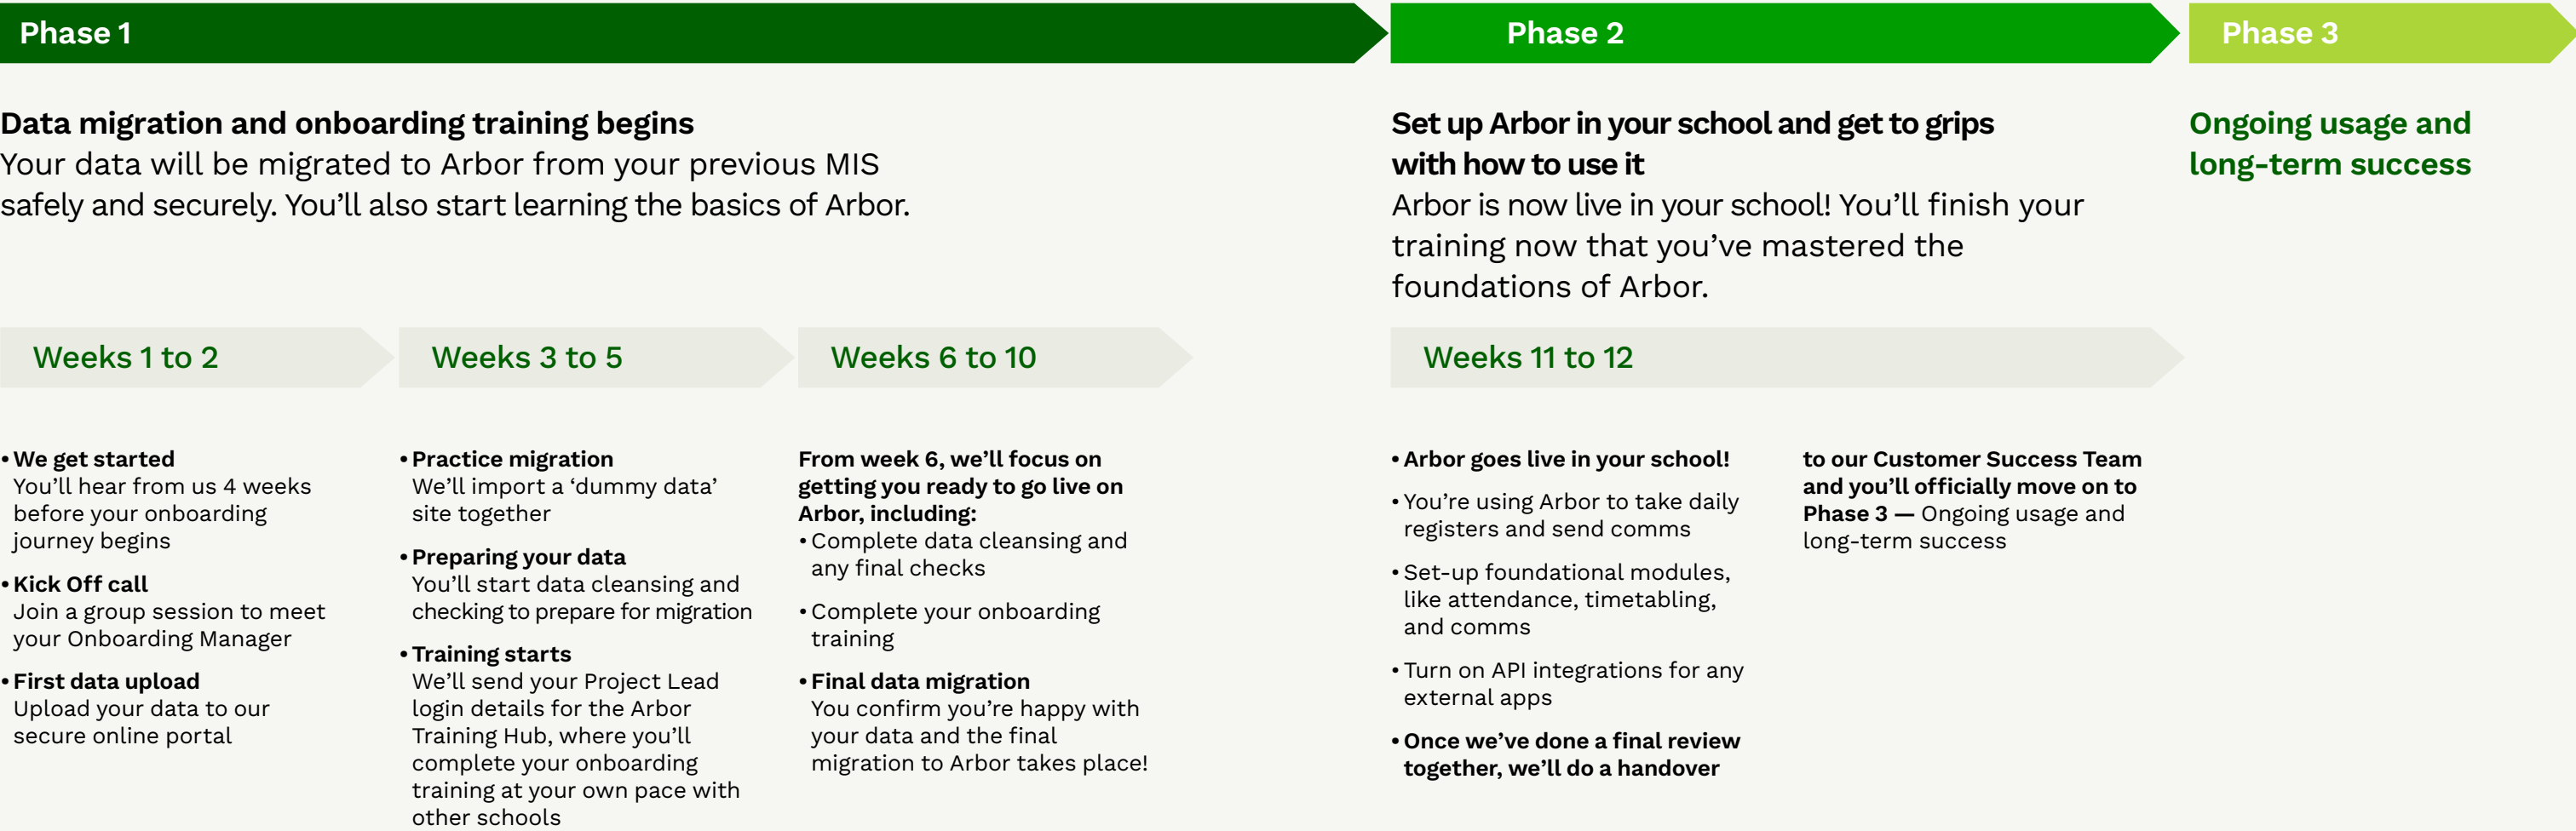 Phase 1
Data migration and onboarding training begins
Your data will be migrated to Arbor from your previous MIS
safely and securely. You’ll also start learning the basics of Arbor.
Weeks 1 to 2
• We get started
You’ll hear from us 4 weeks
before your onboarding
journey begins
• Kick Off call
Join a group session to meet
your Onboarding Manager
• First data upload
Upload your data to our
secure online portal
Weeks 3 to 5
• Practice migration
We’ll import a ‘dummy data’
site together
• Preparing your data
You’ll start data cleansing and
checking to prepare for migration
• Training starts
We’ll send your Project Lead
login details for the Arbor
Training Hub, where you’ll
complete your onboarding
training at your own pace with
other schools
Weeks 6 to 10
From week 6, we’ll focus on
getting you ready to go live on
Arbor, including:
• Complete data cleansing and
any final checks
• Complete your onboarding
training
• Final data migration
You confirm you’re happy with
your data and the final
migration to Arbor takes place!
Phase 2
Set up Arbor in your school and get to grips
with how to use it
Arbor is now live in your school! You’ll finish your
training now that you’ve mastered the
foundations of Arbor.
Weeks 11 to 12
• Arbor goes live in your school!
• You’re using Arbor to take daily
registers and send comms
• Set-up foundational modules,
like attendance, timetabling,
and comms
• Turn on API integrations for any
external apps
• Once we’ve done a final review
together, we’ll do a handover
to our Customer Success Team
and you’ll officially move on to
Phase 3 — Ongoing usage and
long-term success
Phase 3
Ongoing usage and
long-term success